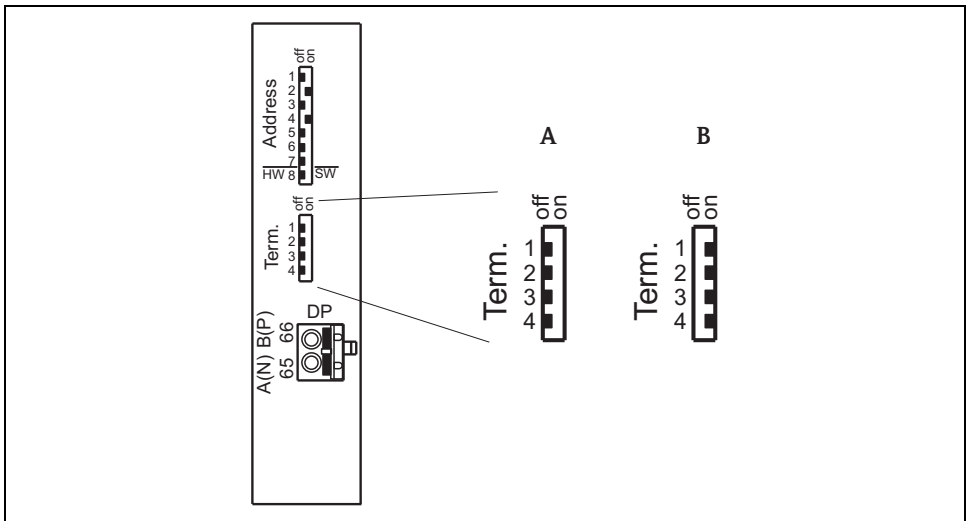 off
on
Address
1
2
3
4
5
6
7
HW 8 SW
off
on
Term.
1
2
3
4
DP
B(P) 66
A(N) 65
A
off
on
Term.
1
2
3
4
B
off
on
Term.
1
2
3
4